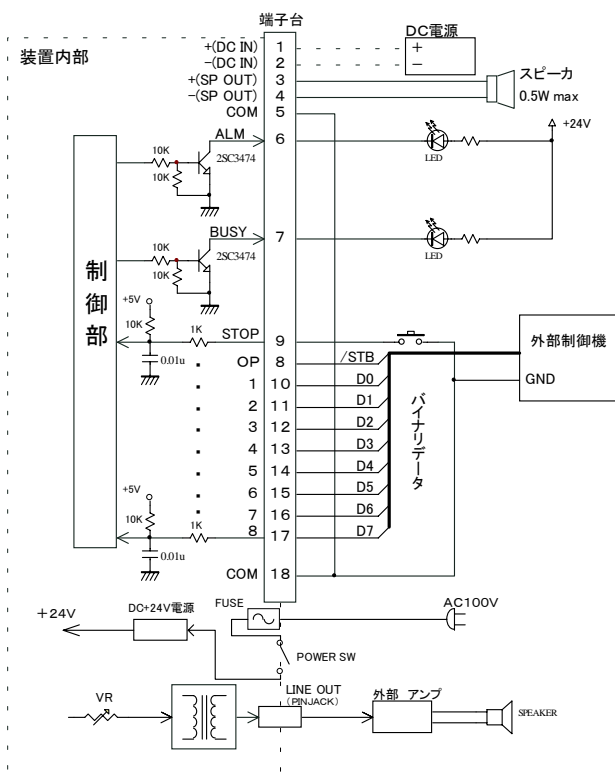 端子台
装置内部
+(DC IN) 1
−(DC IN) 2
+(SP OUT) 3
−(SP OUT) 4
COM 5
DC電源
+
−
スピーカ
0.5W max
+24V
ALM 6
10K
10K
2SC3474
LED
BUSY 7
10K
10K
2SC3474
LED
制御部
+5V
10K
1K
0.01u
STOP 9
OP 8 /STB
1 10 D0
2 11 D1
3 12 D2
4 13 D3
5 14 D4
6 15 D5
7 16 D6
8 17 D7
バイナリデータ
外部制御機
GND
+5V
10K
1K
0.01u
COM 18
FUSE
AC100V
+24V
DC+24V電源
POWER SW
VR
LINE OUT
(PINJACK)
外部 アンプ
SPEAKER